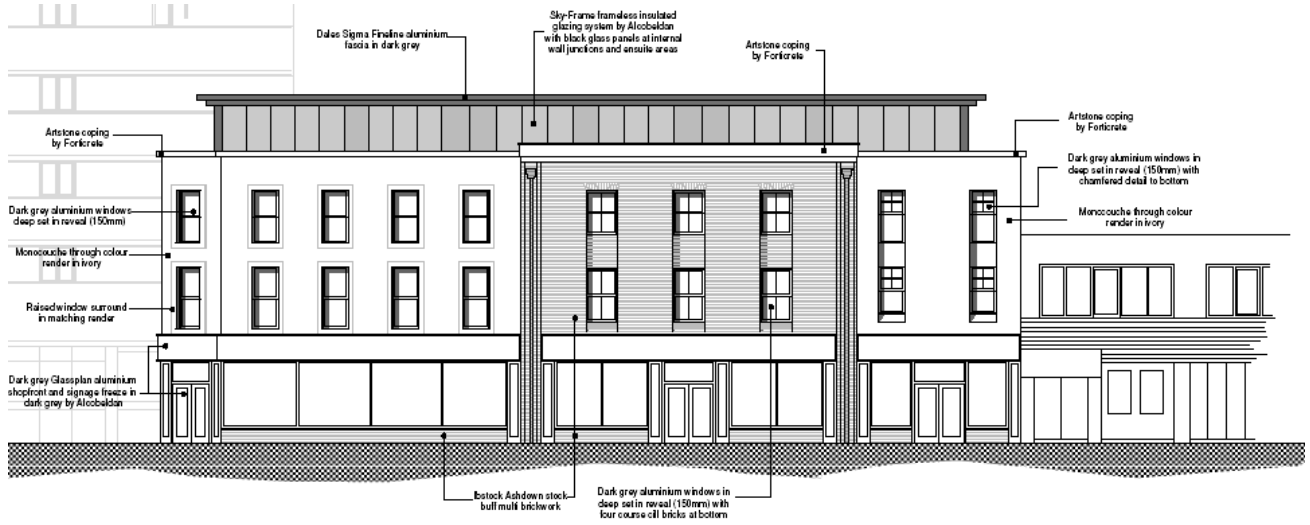 Sky-Frame frameless insulated
glazing system by Alcobeldan
with black glass panels at internal
wall junctions and ensuite areas
Dales Sigma Fineline aluminium
fascia in dark grey
Artstone coping
by Forticrete
Artstone coping
by Forticrete
Artstone coping
by Forticrete
Dark grey aluminium windows in
deep set in reveal (150mm) with
chamfered detail to bottom
Dark grey aluminium windows
deep set in reveal (150mm)
Monocouche through colour
render in ivory
Monocouche through colour
render in ivory
Raised window surround
in matching render
Dark grey Glassplan aluminium
shopfront and signage freeze in
dark grey by Alcobeldan
Ibstock Ashdown stock
buff multi brickwork
Dark grey aluminium windows in
deep set in reveal (150mm) with
four course cill bricks at bottom